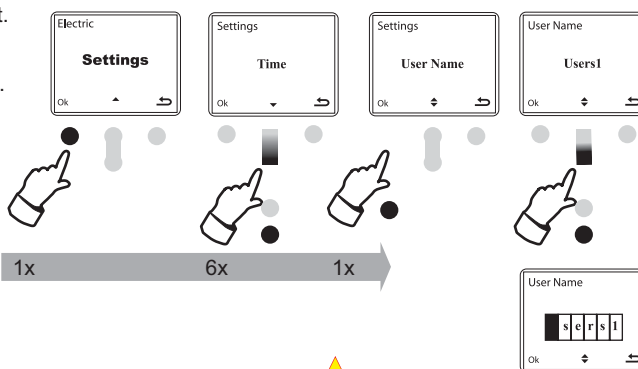 t.
.
Electric
Settings
Ok
Settings
Time
Ok
Settings
User Name
Ok
User Name
Users1
Ok
1x 6x 1x
User Name
sers1
Ok